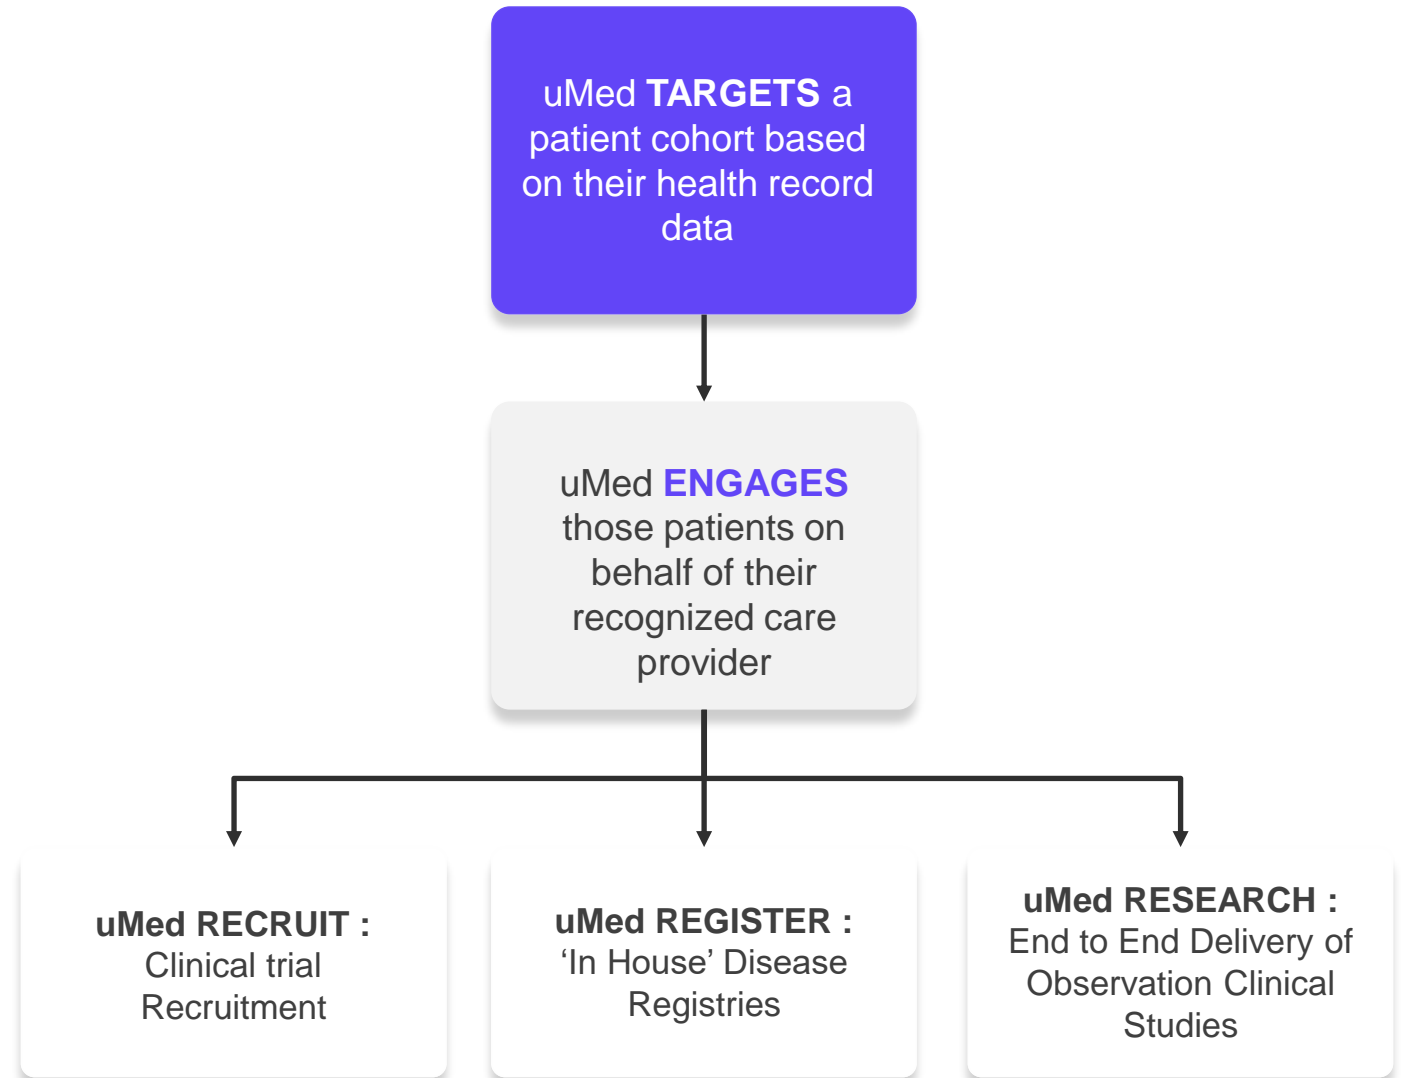 uMed TARGETS a
patient cohort based
on their health record
data
uMed ENGAGES
those patients on
behalf of their
recognized care
provider
uMed RECRUIT :
Clinical trial
Recruitment
uMed REGISTER :
‘In House’ Disease
Registries
uMed RESEARCH :
End to End Delivery of
Observation Clinical
Studies